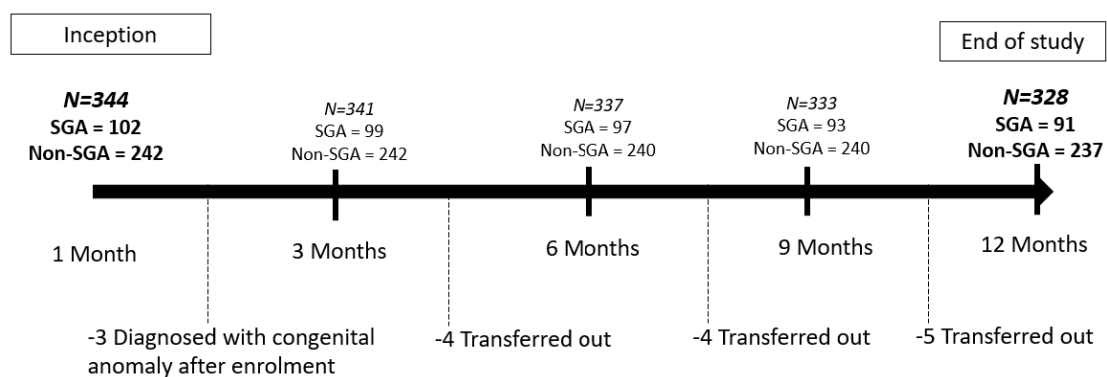 Inception
End of study
N=344
SGA = 102
Non-SGA = 242
N=341
SGA = 99
Non-SGA = 242
N=337
SGA = 97
Non-SGA = 240
N=333
SGA = 93
Non-SGA = 240
N=328
SGA = 91
Non-SGA = 237
1 Month
3 Months
6 Months
9 Months
12 Months
-3 Diagnosed with congenital
anomaly after enrolment
-4 Transferred out
-4 Transferred out
-5 Transferred out